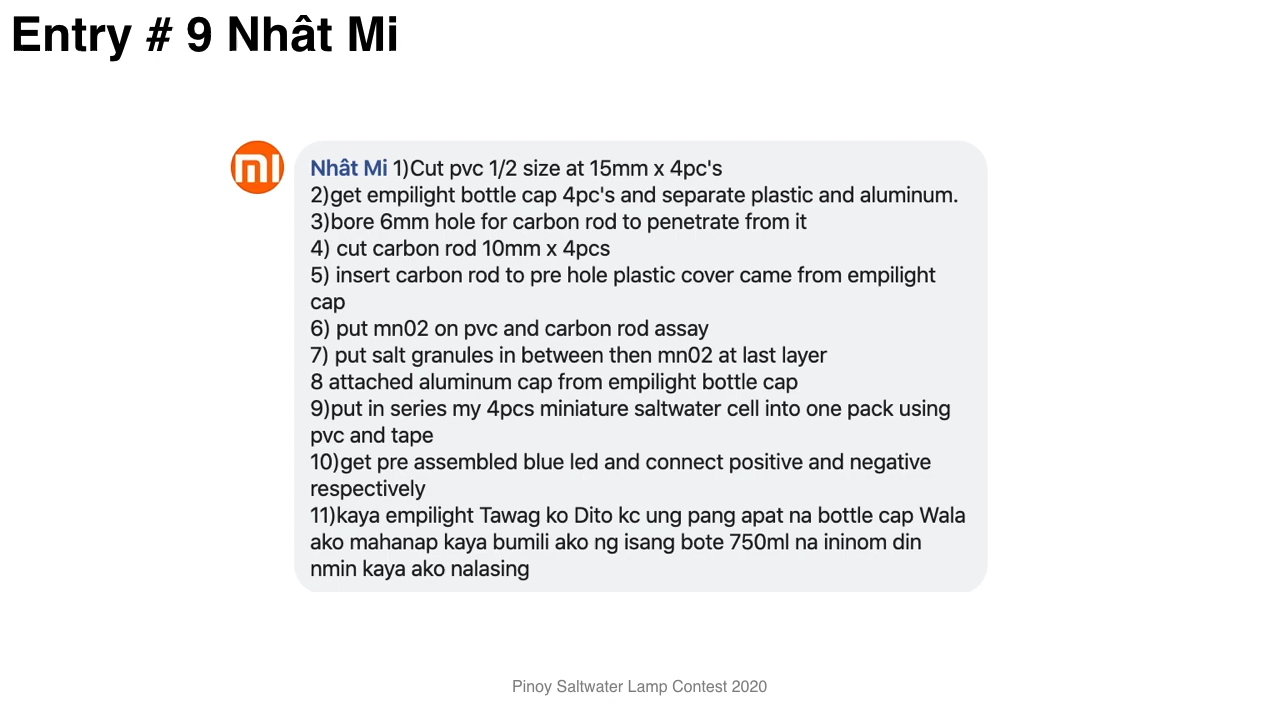 Entry # 9 Nhât Mi
Nhât Mi 1)Cut pvc 1/2 size at 15mm x 4pc's
2)get empilight bottle cap 4pc's and separate plastic and aluminum.
3)bore 6mm hole for carbon rod to penetrate from it
4) cut carbon rod 10mm x 4pcs
5) insert carbon rod to pre hole plastic cover came from empilight
cap
6) put mn02 on pvc and carbon rod assay
7) put salt granules in between then mn02 at last layer
8 attached aluminum cap from empilight bottle cap
9)put in series my 4pcs miniature saltwater cell into one pack using
pvc and tape
10)get pre assembled blue led and connect positive and negative
respectively
11)kaya empilight Tawag ko Dito kc ung pang apat na bottle cap Wala
ako mahanap kaya bumili ako ng isang bote 750ml na ininom din
nmin kaya ako nalasing
Pinoy Saltwater Lamp Contest 2020